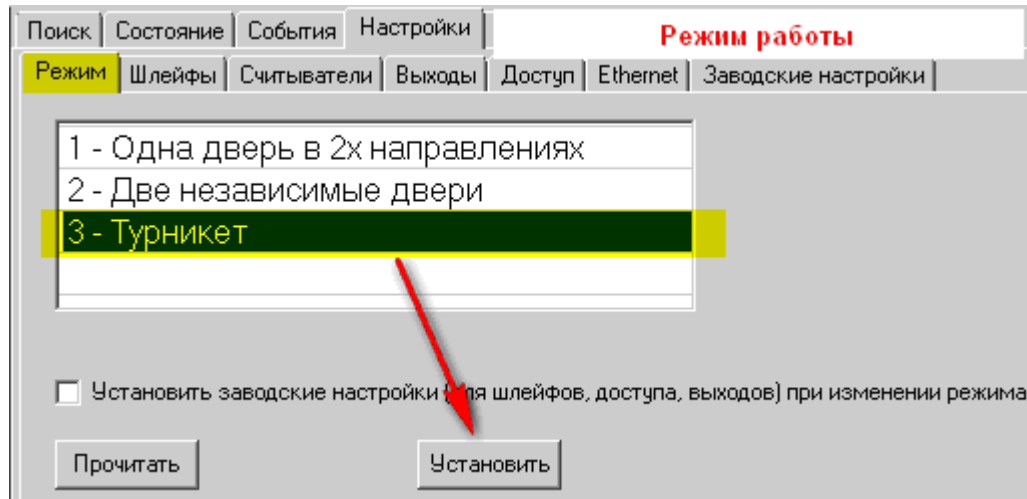 Поиск Состояние События Настройки Режим работы
Режим Шлейфы Считыватели Выходы Доступ Ethernet Заводские настройки
1 - Одна дверь в 2х направлениях
2 - Две независимые двери
3 - Турникет
Установить заводские настройки (для шлейфов, доступа, выходов) при изменении режима
Прочитать Установить